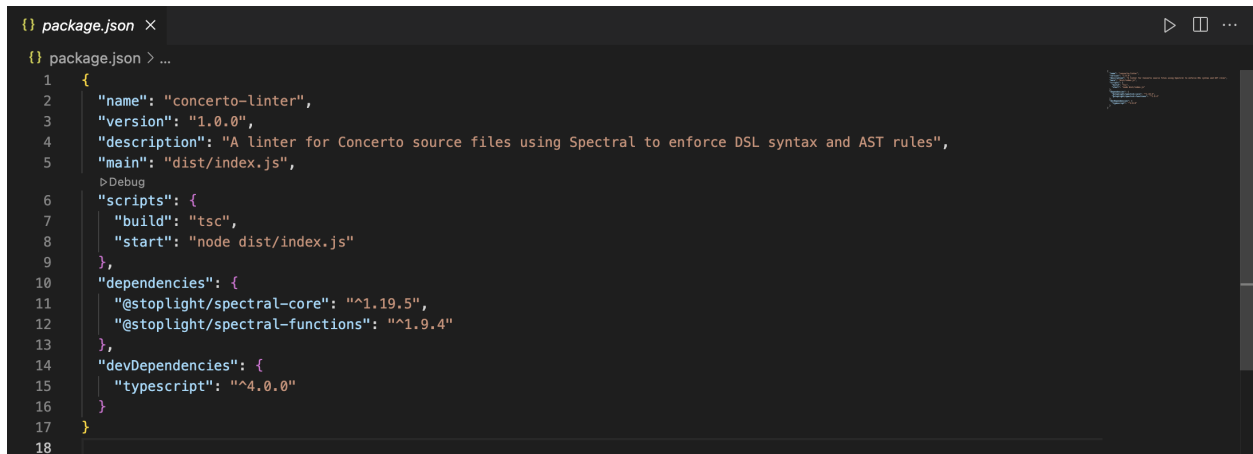 {} package.json ×
{} package.json > ...
1 {
2 "name": "concerto-linter",
3 "version": "1.0.0",
4 "description": "A linter for Concerto source files using Spectral to enforce DSL syntax and AST rules",
5 "main": "dist/index.js",
Debug
6 "scripts": {
7 "build": "tsc",
8 "start": "node dist/index.js"
9 },
10 "dependencies": {
11 "@stoplight/spectral-core": "^1.19.5",
12 "@stoplight/spectral-functions": "^1.9.4"
13 },
14 "devDependencies": {
15 "typescript": "^4.0.0"
16 }
17 }
18